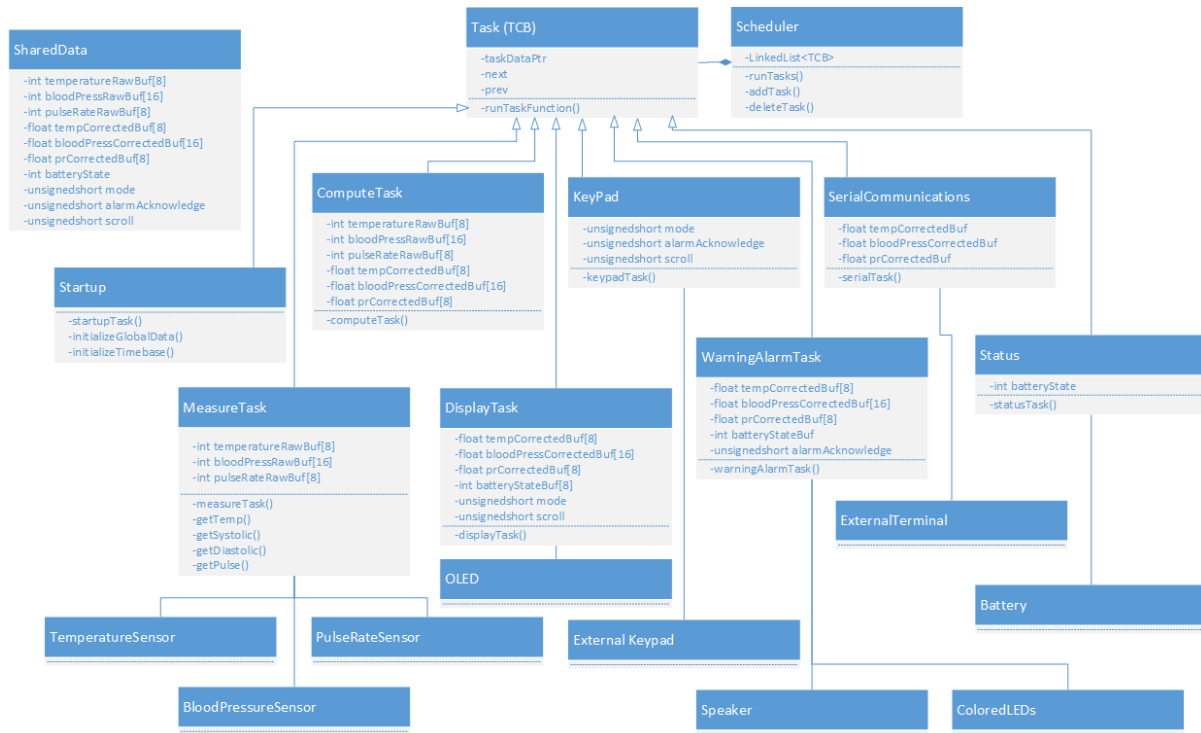 SharedData
-int temperatureRawBuf[8]
-int bloodPressRawBuf[16]
-int pulseRateRawBuf[8]
-float tempCorrectedBuf[8]
-float bloodPressCorrectedBuf[16]
-float prCorrectedBuf[8]
-int batteryState
-unsignedshort mode
-unsignedshort alarmAcknowledge
-unsignedshort scroll
Task (TCB)
-taskDataPtr
-next
-prev
-runTaskFunction()
Scheduler
-LinkedList<TCB>
-runTasks()
-addTask()
-deleteTask()
ComputeTask
-int temperatureRawBuf[8]
-int bloodPressRawBuf[16]
-int pulseRateRawBuf[8]
-float tempCorrectedBuf[8]
-float bloodPressCorrectedBuf[16]
-float prCorrectedBuf[8]
-computeTask()
KeyPad
-unsignedshort mode
-unsignedshort alarmAcknowledge
-unsignedshort scroll
-keypadTask()
SerialCommunications
-float tempCorrectedBuf
-float bloodPressCorrectedBuf
-float prCorrectedBuf
-serialTask()
Startup
-startupTask()
-initializeGlobalData()
-initializeTimebase()
WarningAlarmTask
-float tempCorrectedBuf[8]
-float bloodPressCorrectedBuf[16]
-float prCorrectedBuf[8]
-int batteryStateBuf
-unsignedshort alarmAcknowledge
-warningAlarmTask()
Status
-int batteryState
-statusTask()
MeasureTask
-int temperatureRawBuf[8]
-int bloodPressRawBuf[16]
-int pulseRateRawBuf[8]
-measureTask()
-getTemp()
-getSystolic()
-getDiastolic()
-getPulse()
DisplayTask
-float tempCorrectedBuf[8]
-float bloodPressCorrectedBuf[16]
-float prCorrectedBuf[8]
-int batteryStateBuf[8]
-unsignedshort mode
-unsignedshort scroll
-displayTask()
ExternalTerminal
OLED
Battery
TemperatureSensor
PulseRateSensor
External Keypad
BloodPressureSensor
Speaker
ColoredLEDs